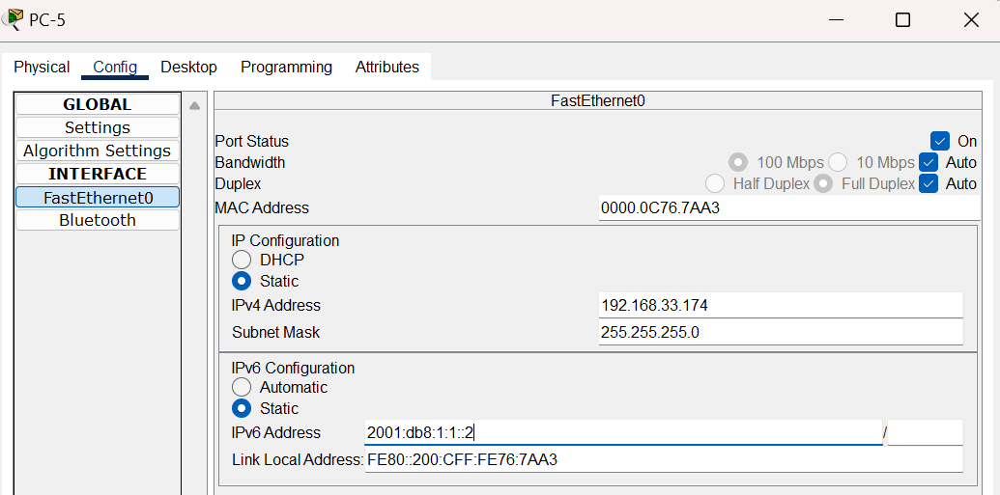 PC-5
Physical Config Desktop Programming Attributes
GLOBAL
Settings
Algorithm Settings
INTERFACE
FastEthernet0
Bluetooth
FastEthernet0
Port Status On
Bandwidth 100 Mbps 10 Mbps Auto
Duplex Half Duplex Full Duplex Auto
MAC Address 0000.0C76.7AA3
IP Configuration
DHCP
Static
IPv4 Address 192.168.33.174
Subnet Mask 255.255.255.0
IPv6 Configuration
Automatic
Static
IPv6 Address 2001:db8:1:1::2 /
Link Local Address: FE80::200:CFF:FE76:7AA3